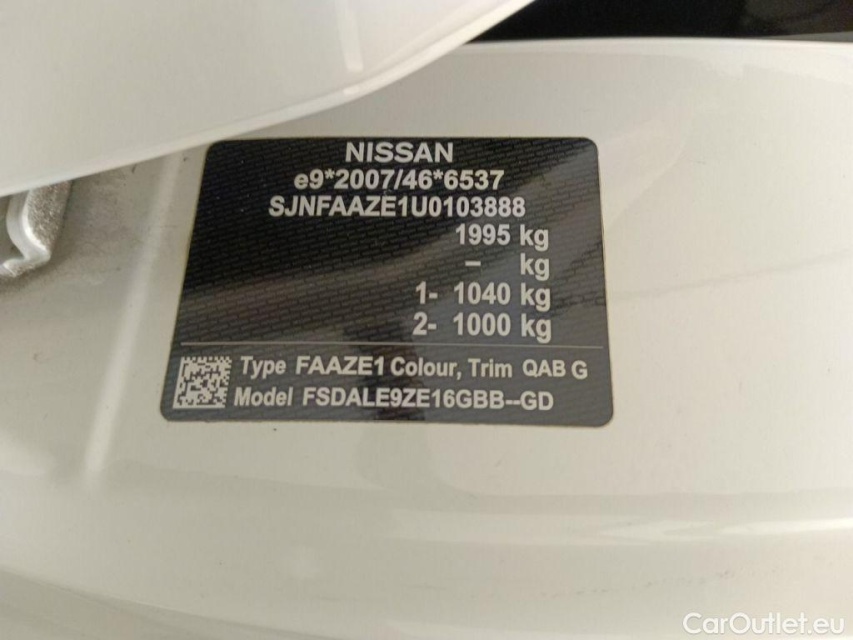 NISSAN
e9*2007/46*6537
SJNFAAZE1U0103888
1995 kg
– kg
1- 1040 kg
2- 1000 kg
Type FAAZE1 Colour, Trim QAB G
Model FSDALE9ZE16GBB--GD
CarOutlet.eu